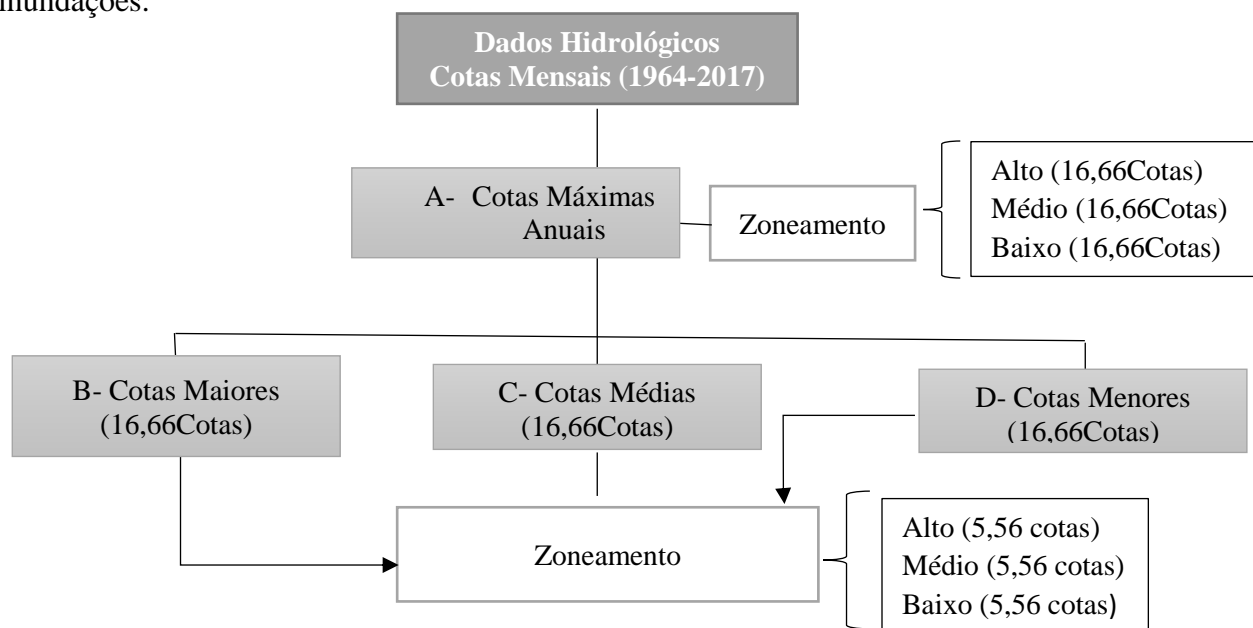 inundações.
Dados Hidrológicos
Cotas Mensais (1964-2017)
A- Cotas Máximas
Anuais
Zoneamento
Alto (16,66Cotas)
Médio (16,66Cotas)
Baixo (16,66Cotas)
B- Cotas Maiores
(16,66Cotas)
C- Cotas Médias
(16,66Cotas)
D- Cotas Menores
(16,66Cotas)
Zoneamento
Alto (5,56 cotas)
Médio (5,56 cotas)
Baixo (5,56 cotas)